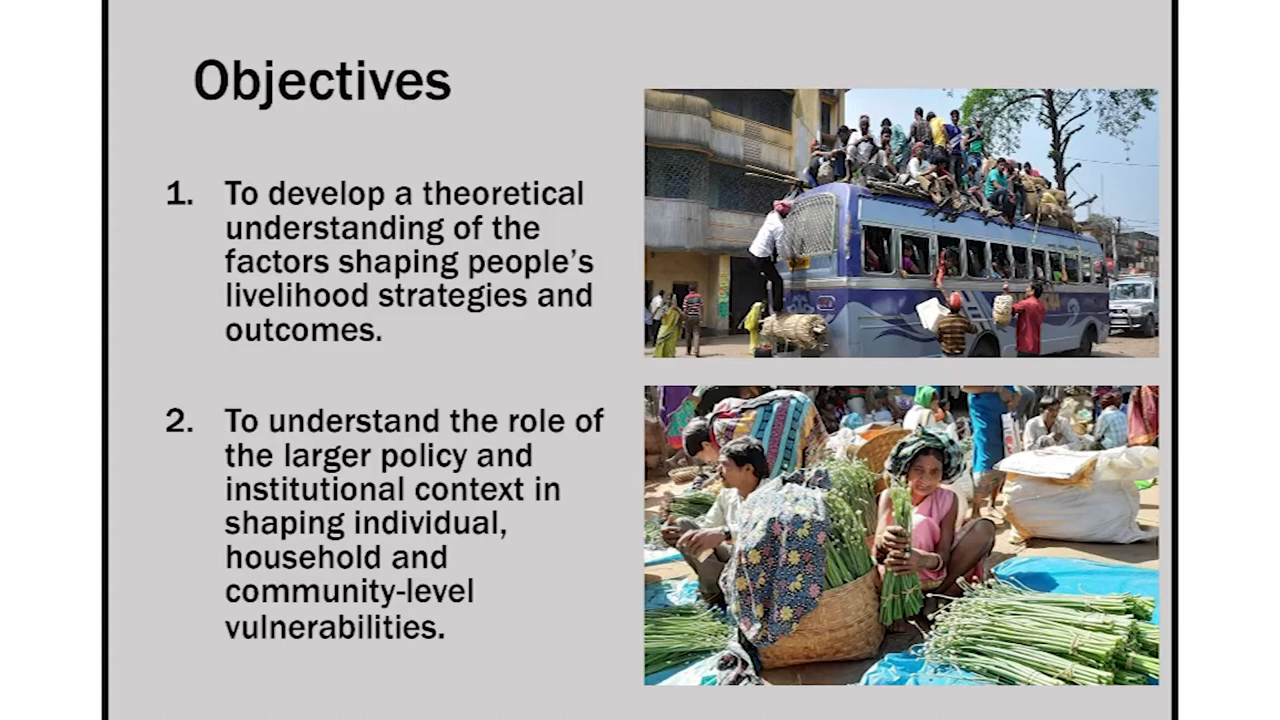 Objectives
1. To develop a theoretical
understanding of the
factors shaping people's
livelihood strategies and
outcomes.
2. To understand the role of
the larger policy and
institutional context in
shaping individual,
household and
community-level
vulnerabilities.